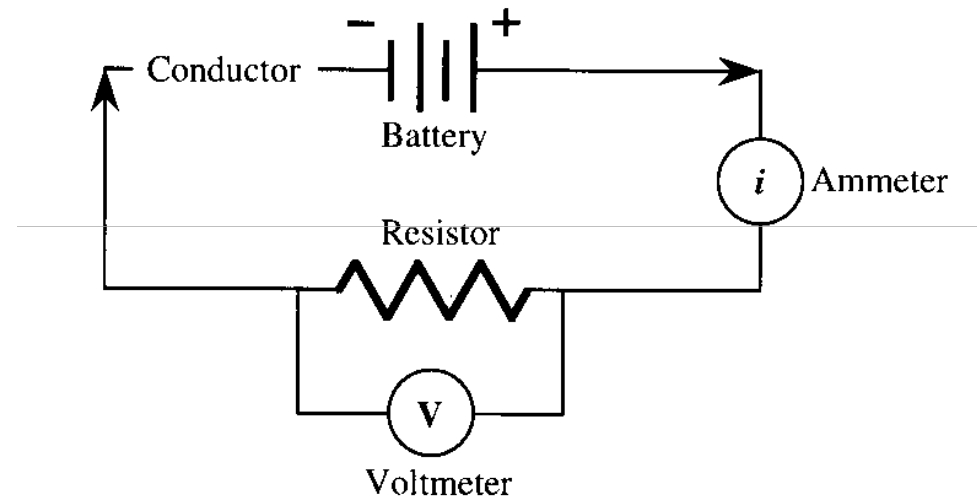 - +
Conductor
Battery
i Ammeter
Resistor
V
Voltmeter